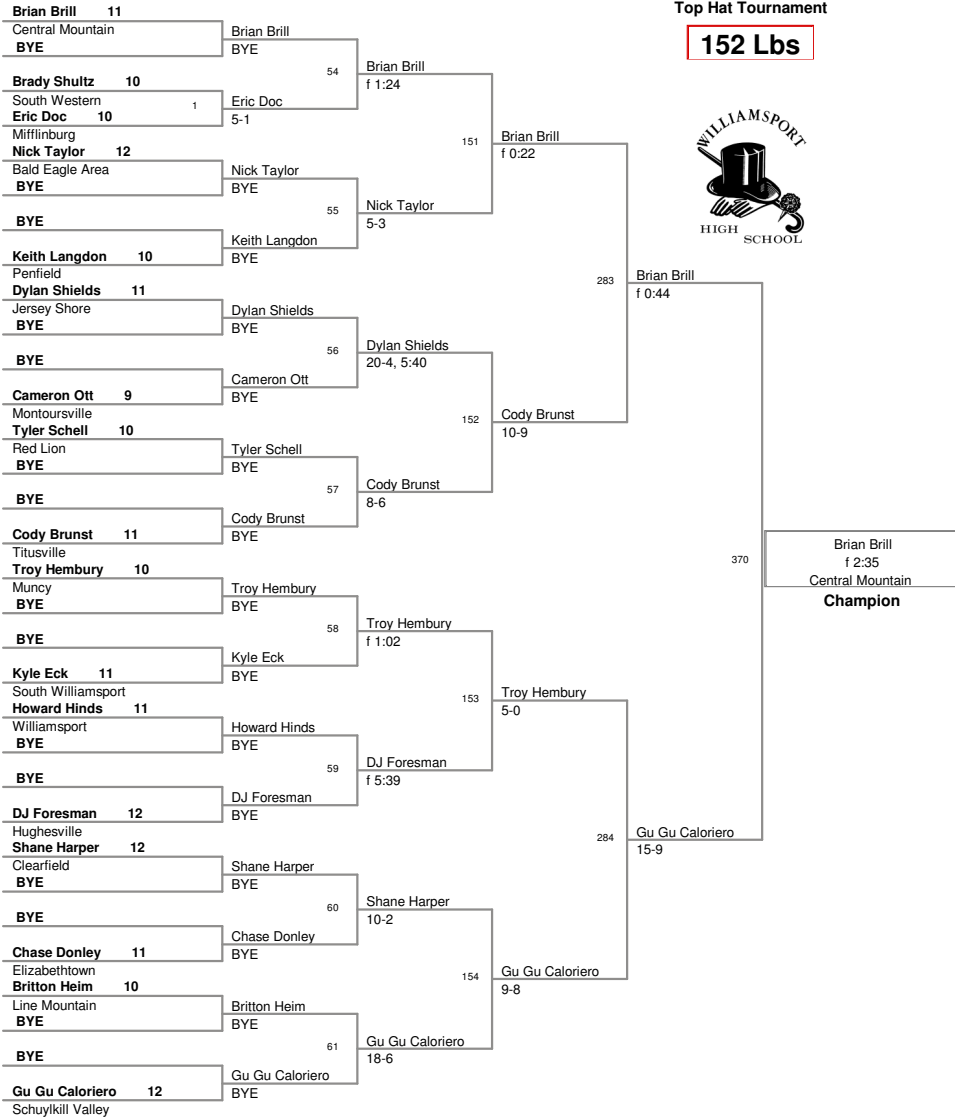 Top Hat Tournament
152 Lbs
WILLIAMSPORT
HIGH
SCHOOL
Brian Brill 11
Central Mountain
BYE
Brady Shultz 10
South Western
1
Eric Doc 10
Mifflinburg
Nick Taylor 12
Bald Eagle Area
BYE
BYE
Keith Langdon 10
Penfield
Dylan Shields 11
Jersey Shore
BYE
BYE
Cameron Ott 9
Montoursville
Tyler Schell 10
Red Lion
BYE
BYE
Cody Brunst 11
Titusville
Troy Hembury 10
Muncy
BYE
BYE
Kyle Eck 11
South Williamsport
Howard Hinds 11
Williamsport
BYE
BYE
DJ Foresman 12
Hughesville
Shane Harper 12
Clearfield
BYE
BYE
Chase Donley 11
Elizabethtown
Britton Heim 10
Line Mountain
BYE
BYE
Gu Gu Caloriero 12
Schuylkill Valley
Brian Brill
BYE
54
Eric Doc
5-1
Nick Taylor
BYE
55
Keith Langdon
BYE
Dylan Shields
BYE
56
Cameron Ott
BYE
Tyler Schell
BYE
57
Cody Brunst
BYE
Troy Hembury
BYE
58
Kyle Eck
BYE
Howard Hinds
BYE
59
DJ Foresman
BYE
Shane Harper
BYE
60
Chase Donley
BYE
Britton Heim
BYE
61
Gu Gu Caloriero
BYE
Brian Brill
f 1:24
151
Nick Taylor
5-3
Dylan Shields
20-4, 5:40
152
Cody Brunst
8-6
Troy Hembury
f 1:02
153
DJ Foresman
f 5:39
Shane Harper
10-2
154
Gu Gu Caloriero
18-6
Brian Brill
f 0:22
283
Cody Brunst
10-9
Troy Hembury
5-0
284
Gu Gu Caloriero
9-8
Brian Brill
f 0:44
370
Gu Gu Caloriero
15-9
Brian Brill
f 2:35
Central Mountain
Champion